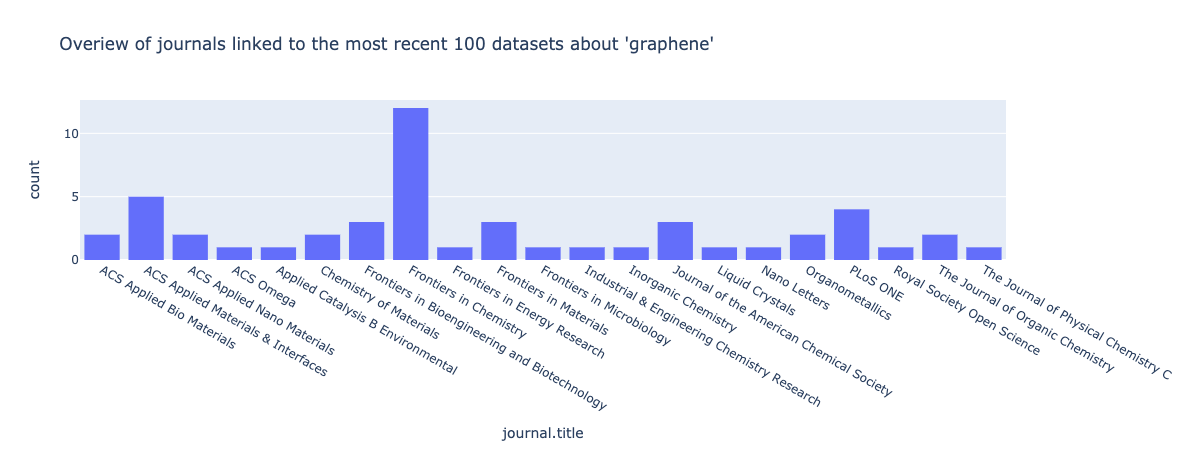 Overiew of journals linked to the most recent 100 datasets about 'graphene'
count
10
5
0
ACS Applied Bio Materials
ACS Applied Materials & Interfaces
ACS Applied Nano Materials
ACS Omega
Applied Catalysis B Environmental
Chemistry of Materials
Frontiers in Bioengineering and Biotechnology
Frontiers in Chemistry
Frontiers in Energy Research
Frontiers in Materials
Frontiers in Microbiology
Industrial & Engineering Chemistry Research
Inorganic Chemistry
Journal of the American Chemical Society
Liquid Crystals
Nano Letters
Organometallics
PLoS ONE
Royal Society Open Science
The Journal of Organic Chemistry
The Journal of Physical Chemistry C
journal.title